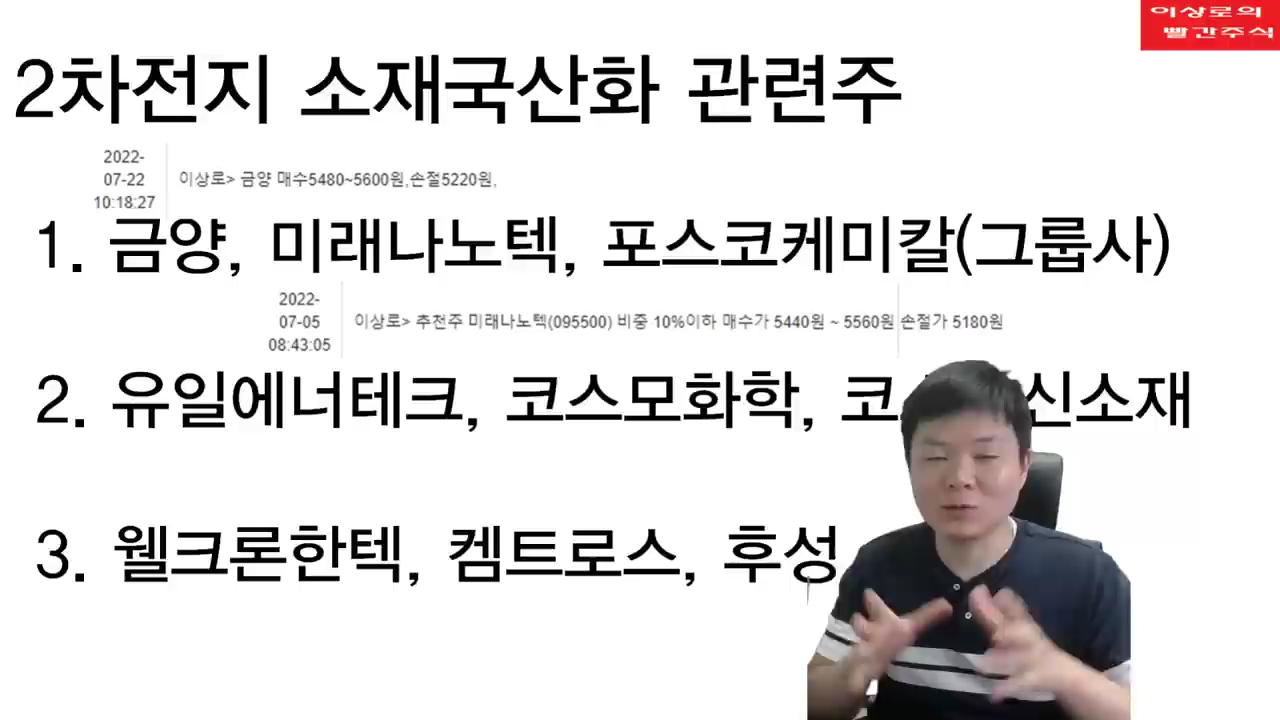 이상로의
빨간주식
2차전지 소재국산화 관련주
2022-
07-22
10:18:27
이상로> 금양 매수5480~5600원,손절5220원,
1. 금양, 미래나노텍, 포스코케미칼(그룹사)
2022-
07-05
08:43:05
이상로> 추천주 미래나노텍(095500) 비중 10%이하 매수가 5440원 ~ 5560원 손절가 5180원
2. 유일에너테크, 코스모화학, 코 신소재
3. 웰크론한텍, 켐트로스, 후성